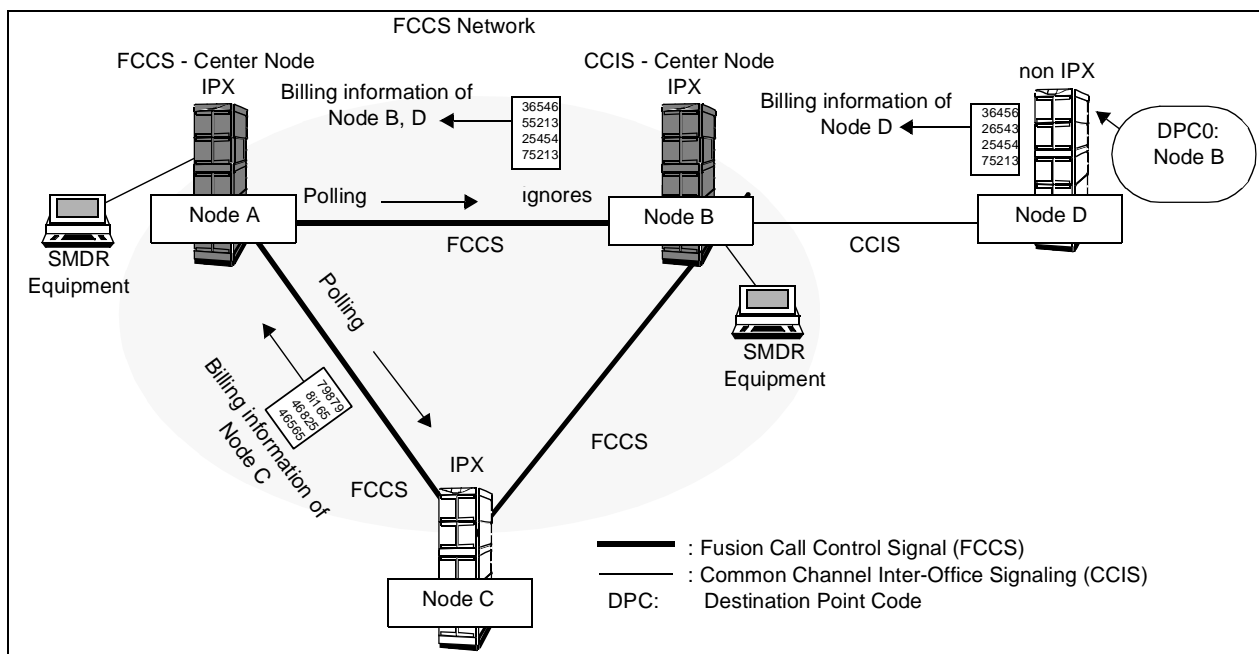 FCCS Network
FCCS - Center Node
IPX
CCIS - Center Node
IPX
non IPX
Billing information of
Node B, D
36546
55213
25454
75213
Billing information of
Node D
36456
26543
25454
75213
DPC0:
Node B
Polling
ignores
Node A
Node B
Node D
FCCS
CCIS
SMDR
Equipment
SMDR
Equipment
Polling
Billing information of
Node C
79879
8/165
46825
46565
FCCS
FCCS
IPX
Node C
: Fusion Call Control Signal (FCCS)
: Common Channel Inter-Office Signaling (CCIS)
DPC: Destination Point Code